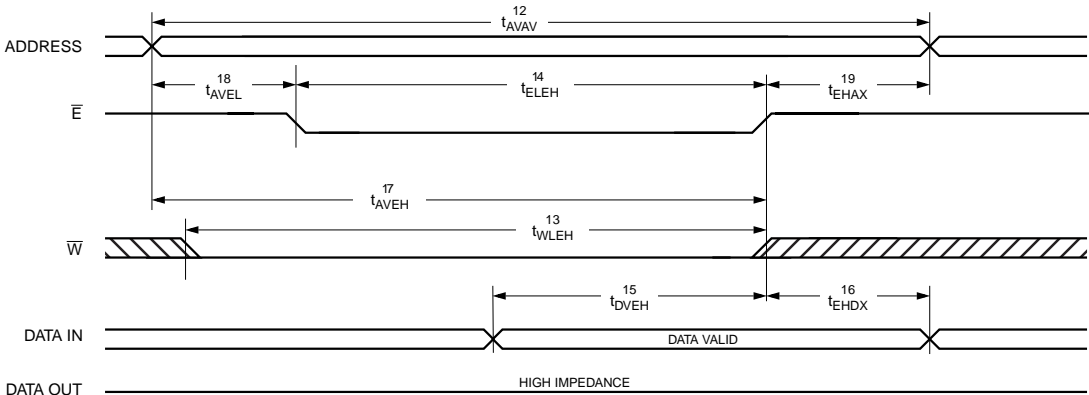 12
tAVAV
ADDRESS
18
tAVEL
14
tELEH
19
tEHAX
E
17
tAVEH
13
tWLEH
W
15
tDVEH
16
tEHDX
DATA IN
DATA VALID
DATA OUT
HIGH IMPEDANCE